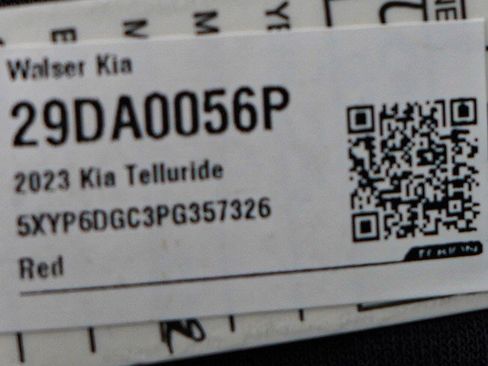 Walser Kia
29DA0056P
2023 Kia Telluride
5XYP6DGC3PG357326
Red